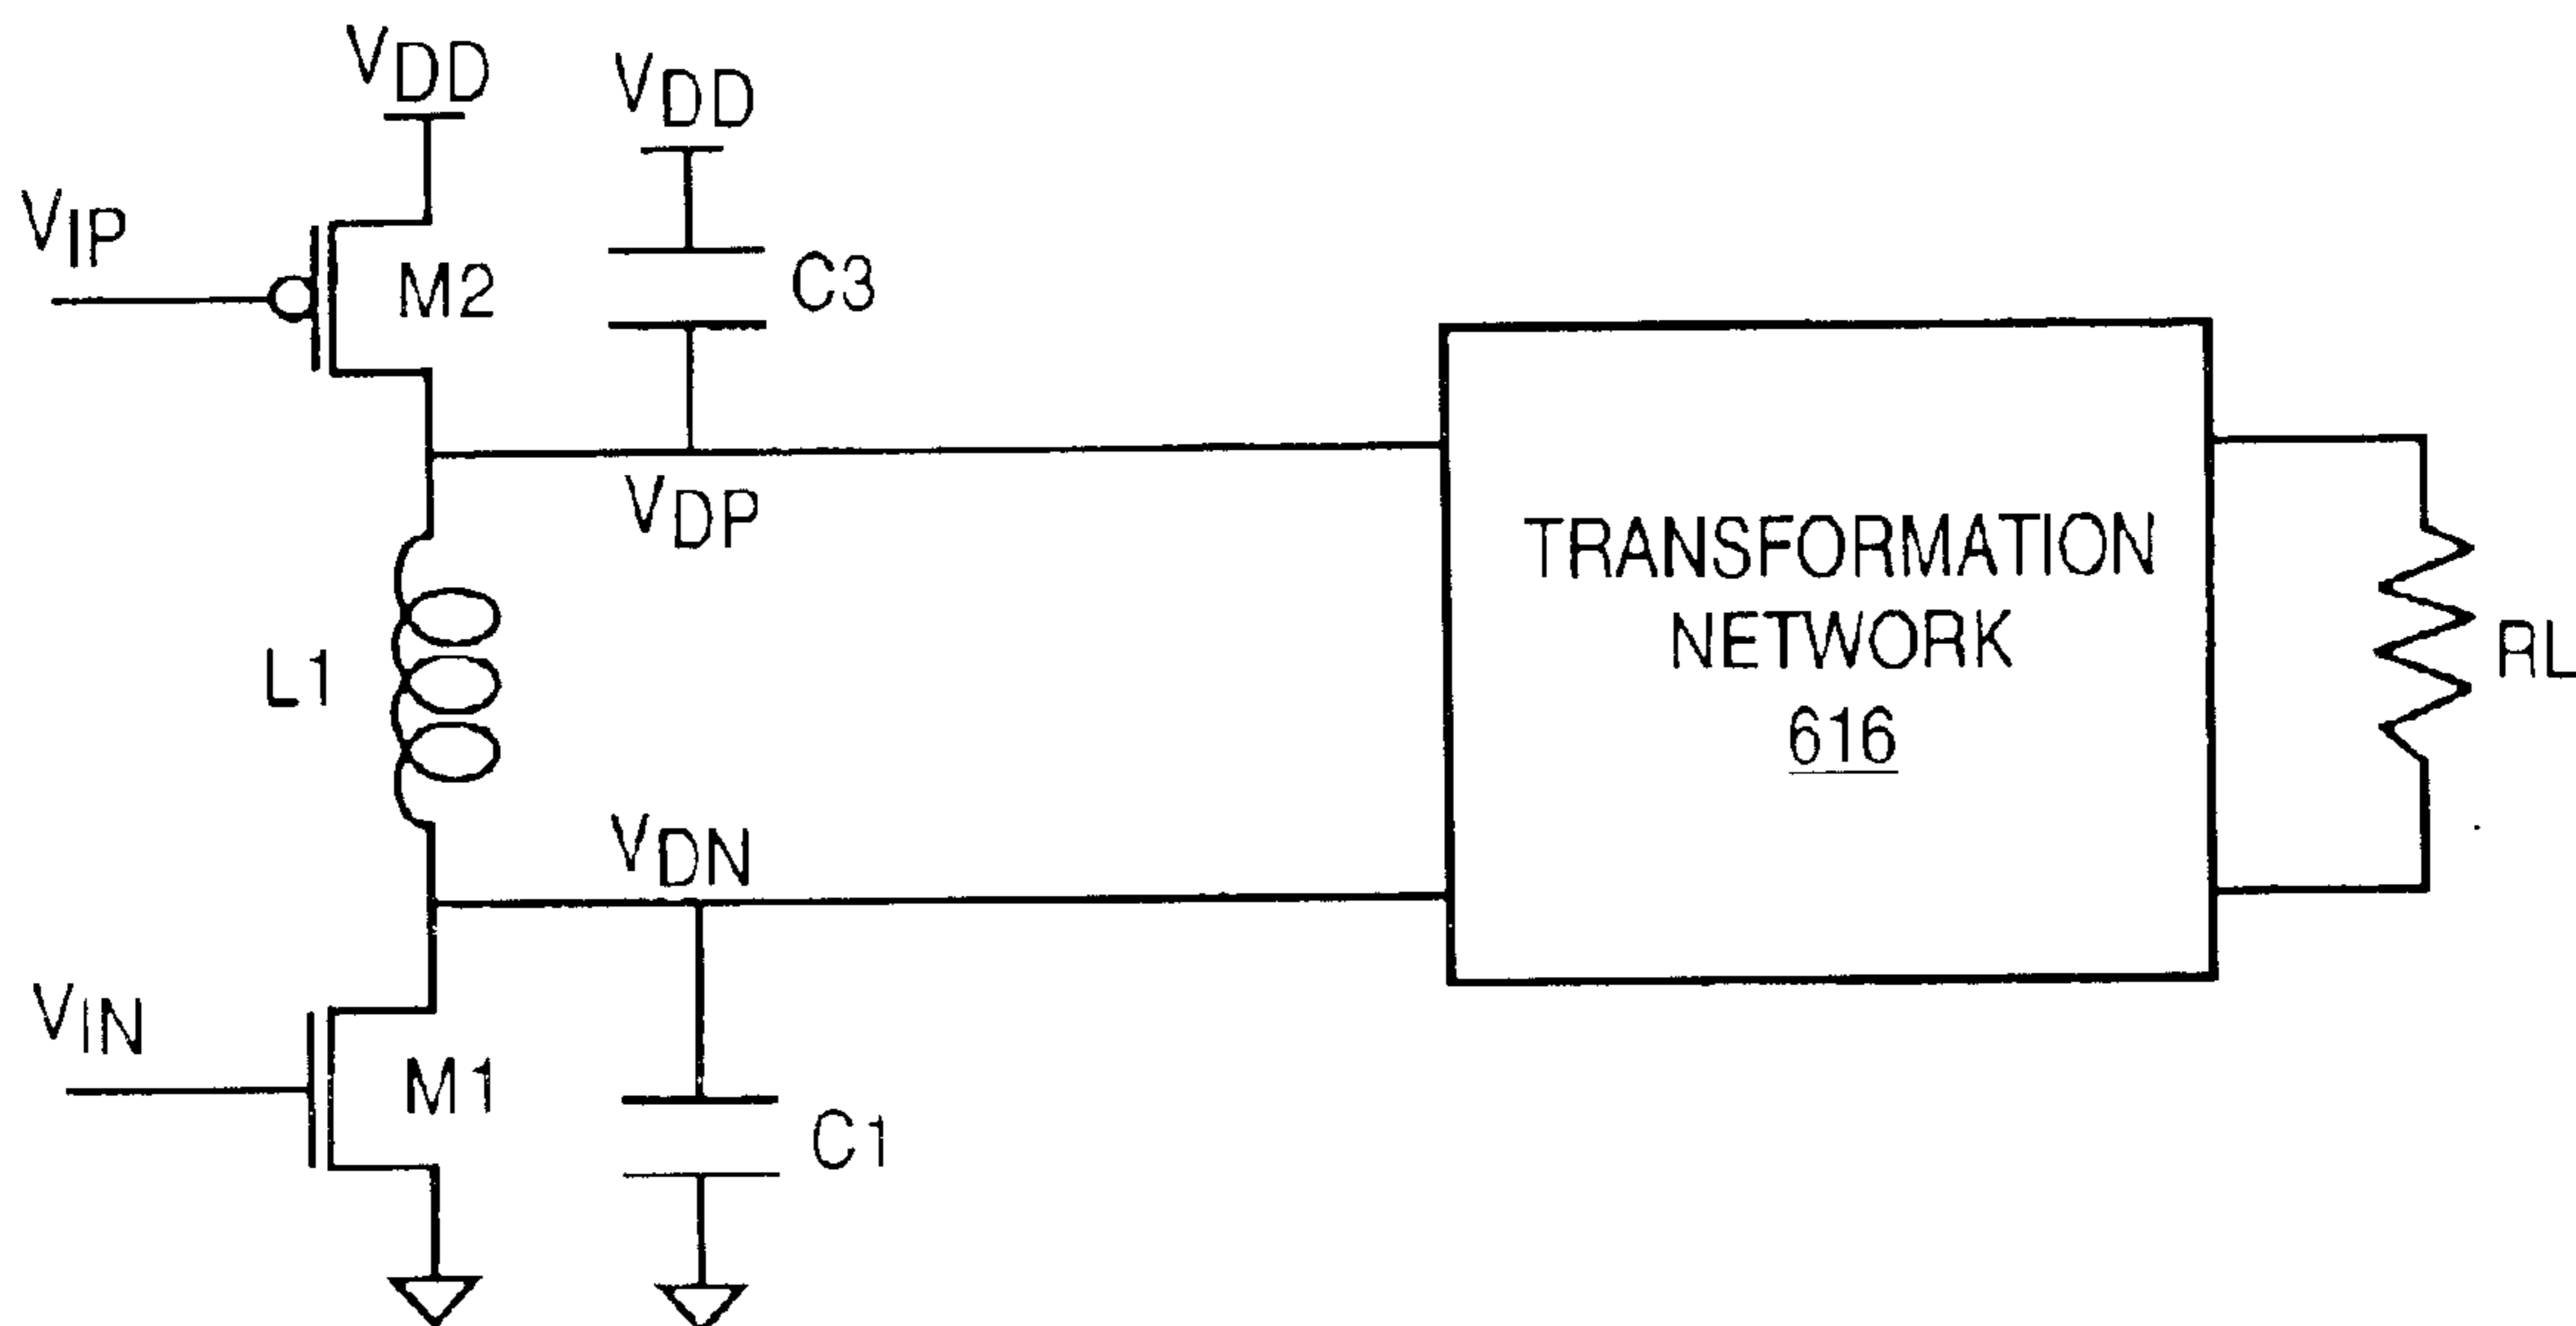 VDD
VDD
VIP
M2
C3
VDP
TRANSFORMATION
NETWORK
616
RL
L1
VDN
VIN
M1
C1